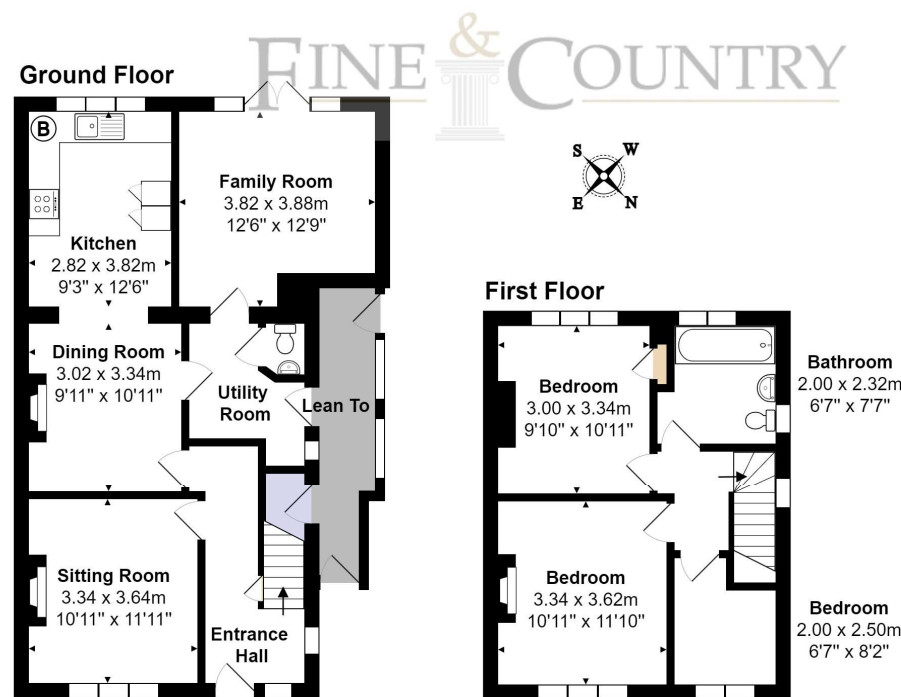 FINE & COUNTRY
Ground Floor
B
Family Room
3.82 x 3.88m
12'6" x 12'9"
Kitchen
2.82 x 3.82m
9'3" x 12'6"
S W
E N
Dining Room
3.02 x 3.34m
9'11" x 10'11"
Utility
Room
Lean To
Sitting Room
3.34 x 3.64m
10'11" x 11'11"
Entrance
Hall
First Floor
Bedroom
3.00 x 3.34m
9'10" x 10'11"
Bathroom
2.00 x 2.32m
6'7" x 7'7"
Bedroom
3.34 x 3.62m
10'11" x 11'10"
Bedroom
2.00 x 2.50m
6'7" x 8'2"